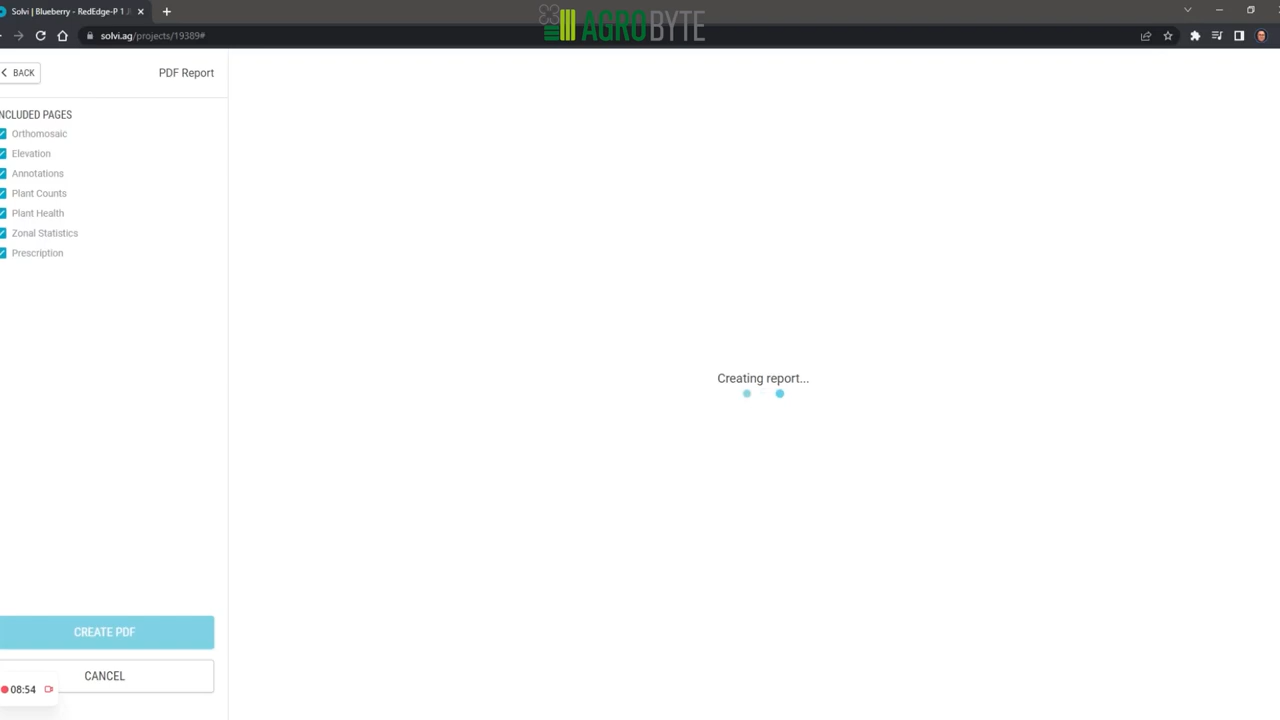 Solvi | Blueberry - RedEdge-P 1 J
AGROBYTE
solvi.ag/projects/19389#
BACK
PDF Report
NCLUDED PAGES
Orthomosaic
Elevation
Annotations
Plant Counts
Plant Health
Zonal Statistics
Prescription
Creating report...
CREATE PDF
CANCEL
08:54